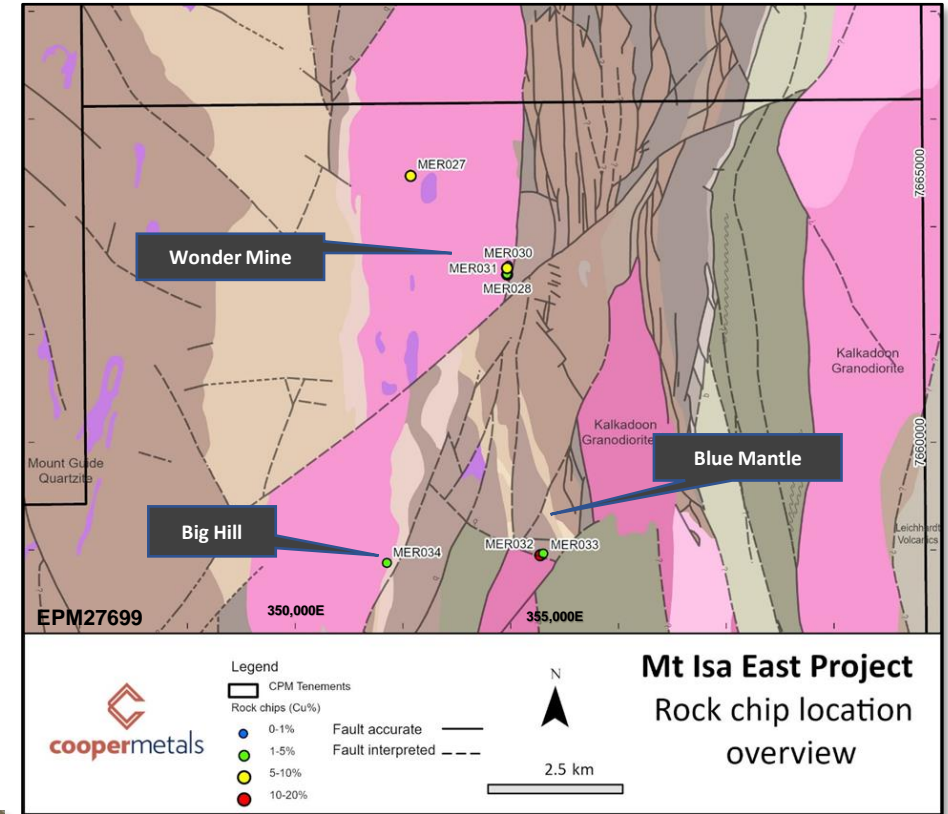 MER027
7665000
Wonder Mine
MER030
MER031
MER028
Kalkadoon
Granodiorite
Kalkadoon
Granodiorite
7660000
Blue Mantle
Mount Guide
Quartzite
Big Hill
MER034
MER032
MER033
Leichhardt
Volcanics
EPM27699
350,000E
355,000E
Legend
CPM Tenements
Rock chips (Cu%)
0-1%
1-5%
5-10%
10-20%
Fault accurate
Fault interpreted
N
2.5 km
coopermetals
Mt Isa East Project
Rock chip location
overview